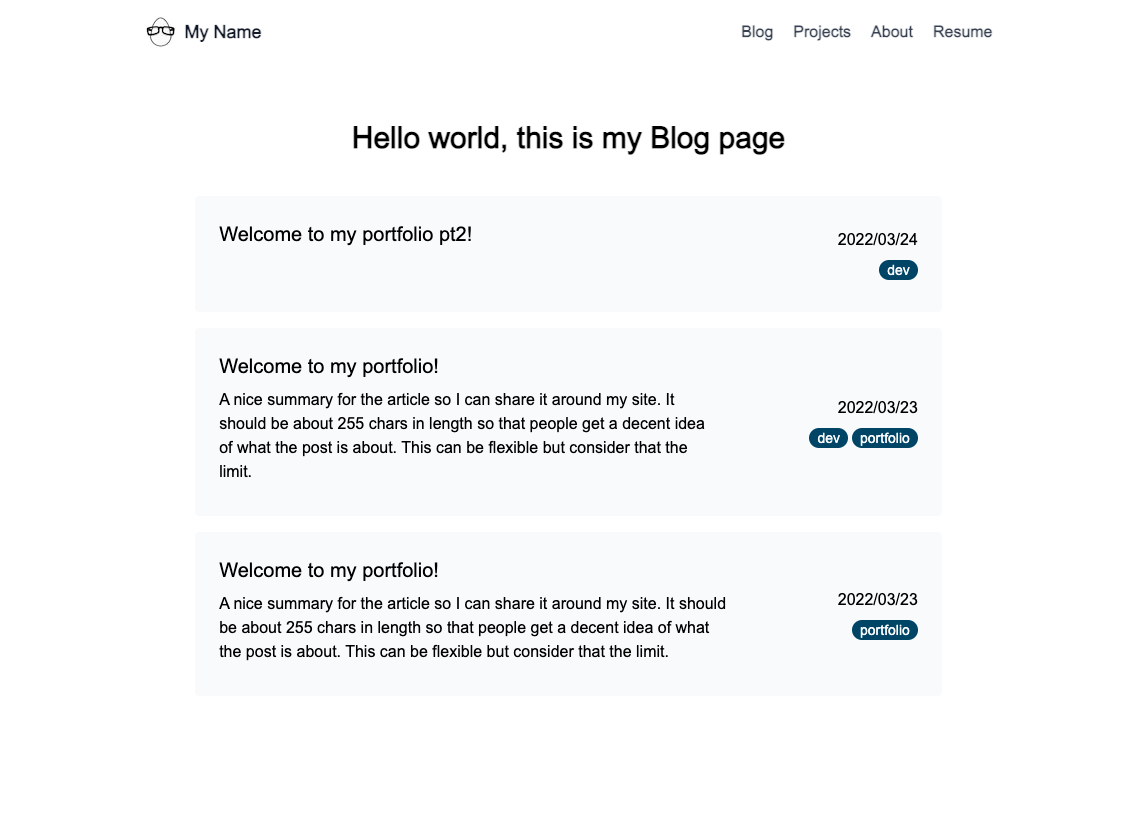 My Name
Blog Projects About Resume
Hello world, this is my Blog page
Welcome to my portfolio pt2!
2022/03/24
dev
Welcome to my portfolio!
A nice summary for the article so I can share it around my site. It
should be about 255 chars in length so that people get a decent idea
of what the post is about. This can be flexible but consider that the
limit.
2022/03/23
dev portfolio
Welcome to my portfolio!
A nice summary for the article so I can share it around my site. It should
be about 255 chars in length so that people get a decent idea of what
the post is about. This can be flexible but consider that the limit.
2022/03/23
portfolio